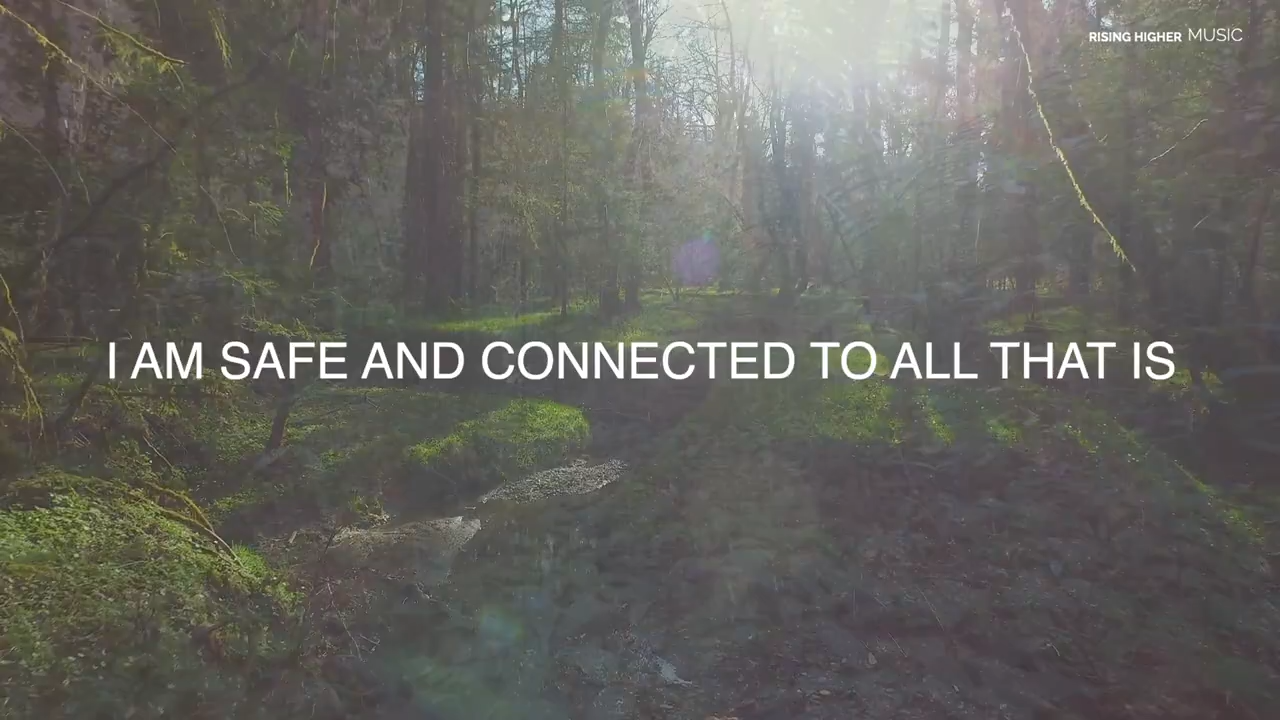 RISING HIGHER MUSIC
I AM SAFE AND CONNECTED TO ALL THAT IS